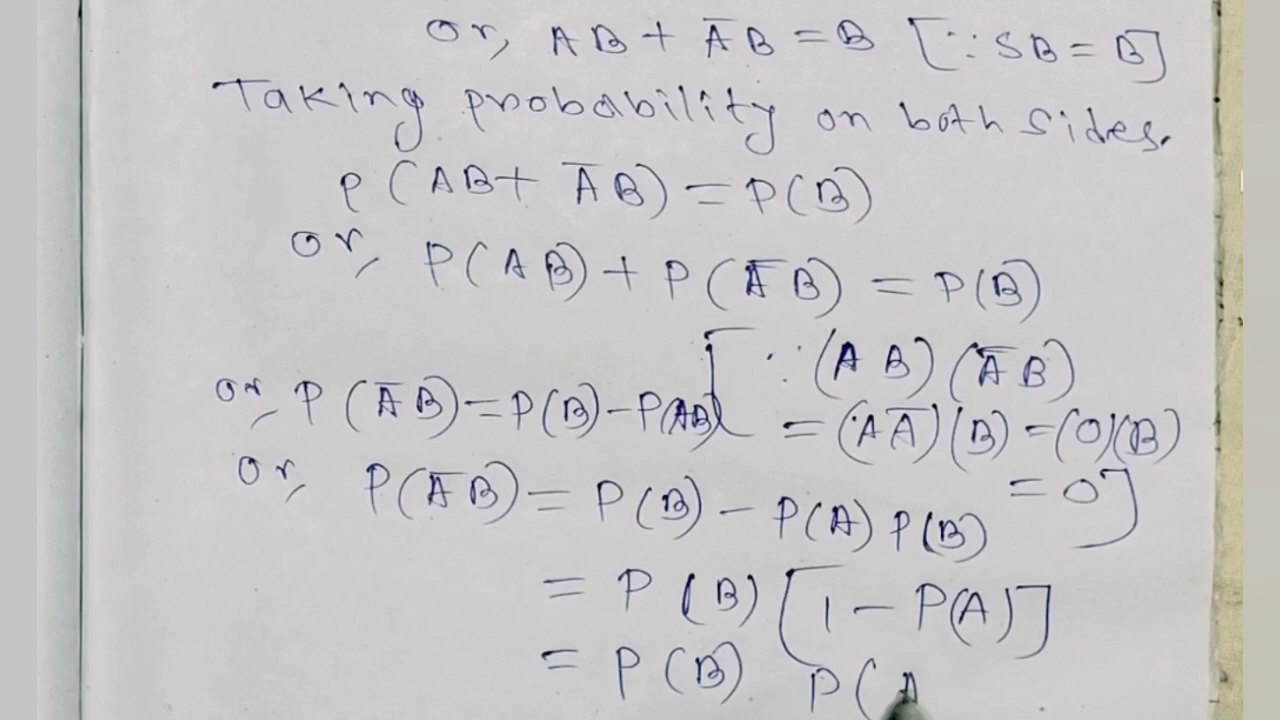 or, AB + A̅B = B [∵ SB = B]
Taking probability on both sides.
P(AB + A̅B) = P(B)
or, P(AB) + P(A̅B) = P(B)
[∵ (AB)(A̅B)
or, P(A̅B) = P(B) - P(AB)
= (AA̅)(B) = (0)(B)
= 0]
or, P(A̅B) = P(B) - P(A) P(B)
= P(B) [1 - P(A)]
= P(B) P(A